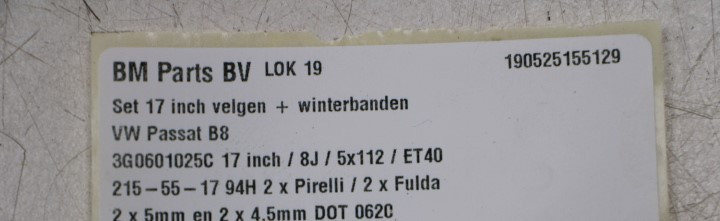 BM Parts BV LOK 19 190525155129
Set 17 inch velgen + winterbanden
VW Passat B8
3G0601025C 17 inch / 8J / 5x112 / ET40
215-55-17 94H 2 x Pirelli / 2 x Fulda
2 x 5mm en 2 x 4.5mm DOT 062C